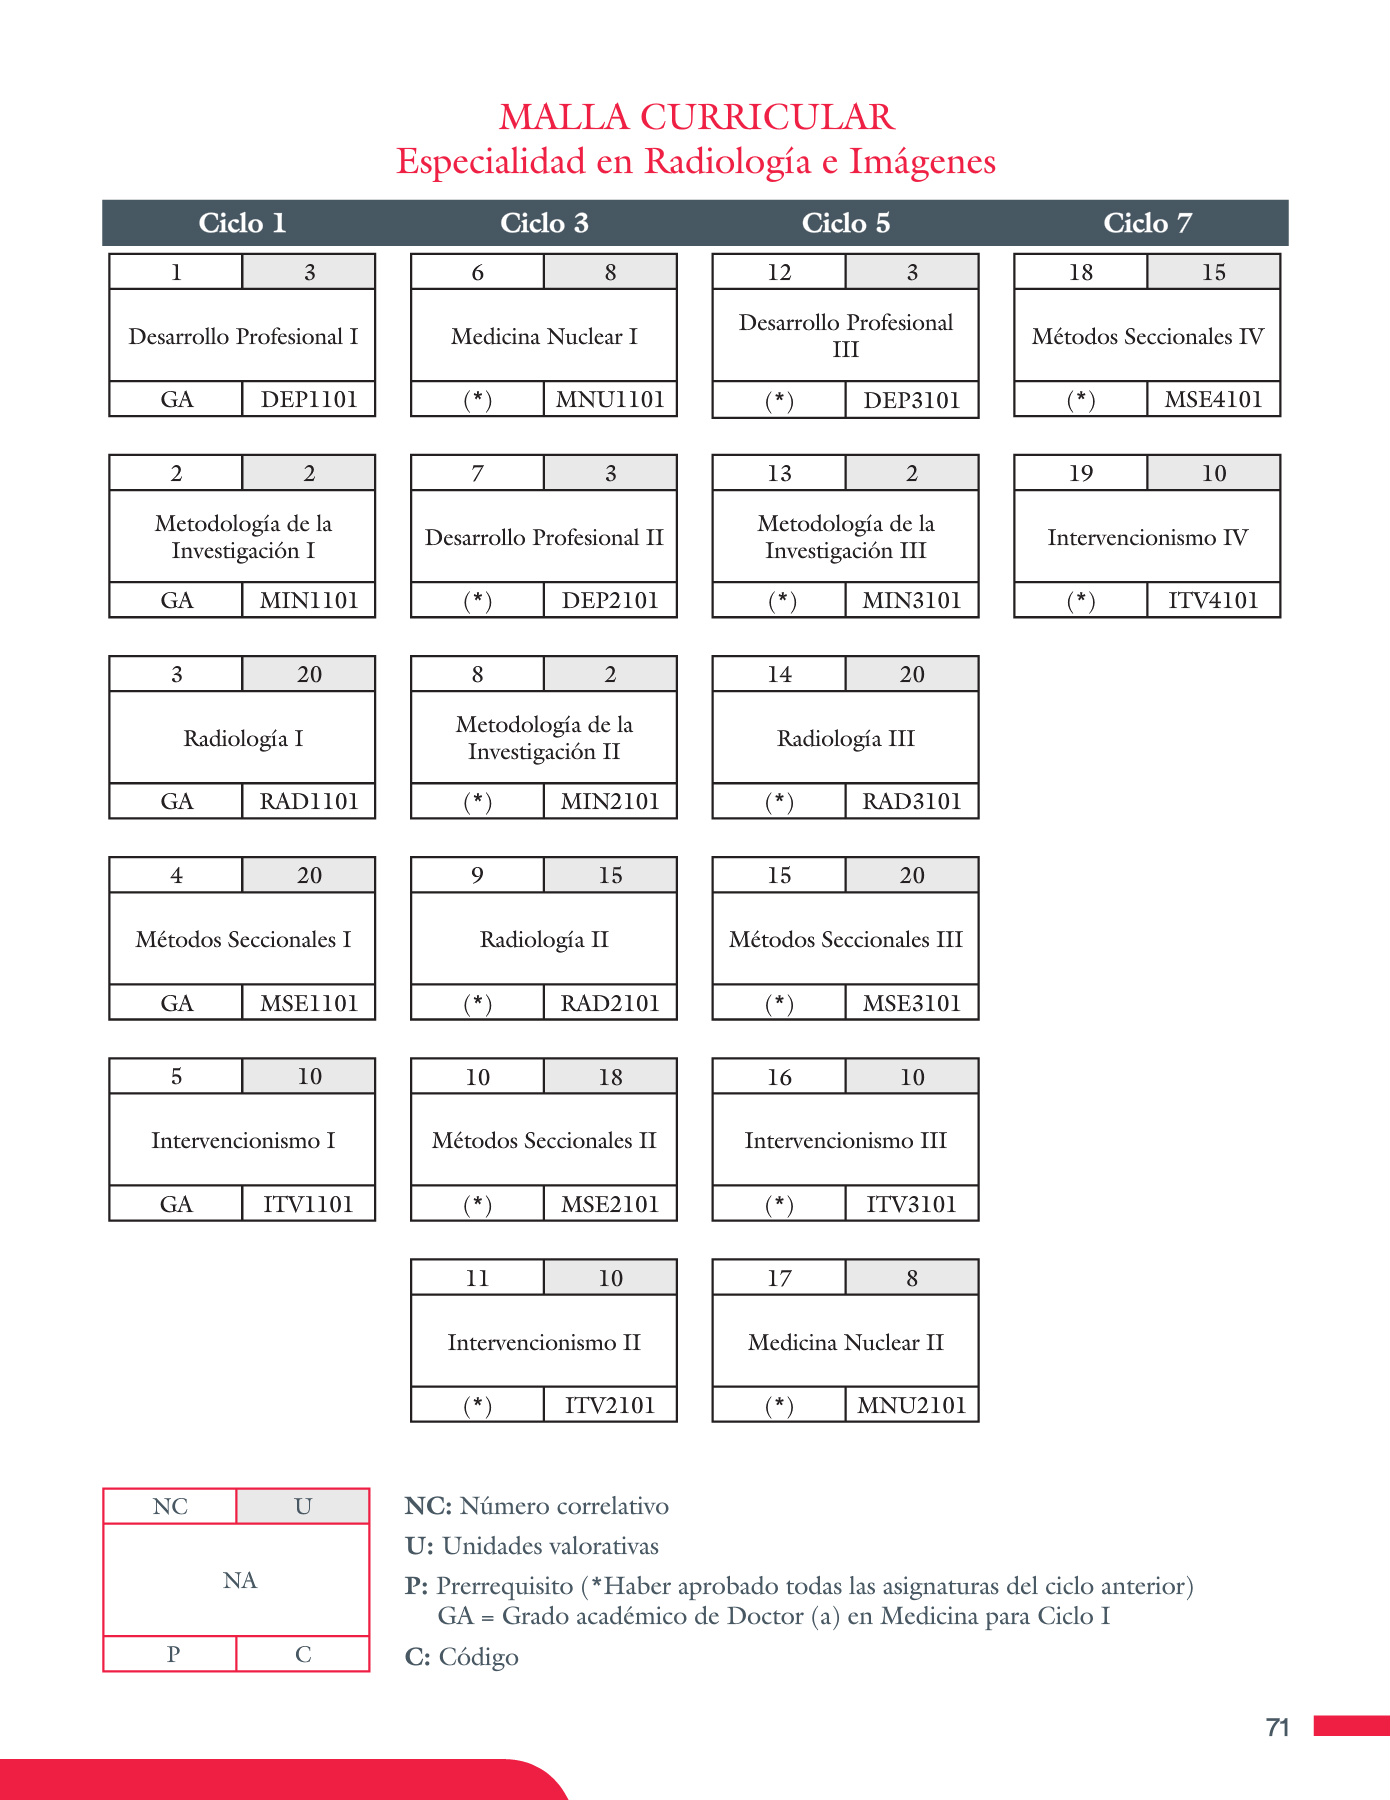 MALLA CURRICULAR
Especialidad en Radiología e Imágenes
Ciclo 1
Ciclo 3
Ciclo 5
Ciclo 7
1 3
Desarrollo Profesional I
GA DEP1101
6 8
Medicina Nuclear I
(*) MNU1101
12 3
Desarrollo Profesional
III
(*) DEP3101
18 15
Métodos Seccionales IV
(*) MSE4101
2 2
Metodología de la
Investigación I
GA MIN1101
7 3
Desarrollo Profesional II
(*) DEP2101
13 2
Metodología de la
Investigación III
(*) MIN3101
19 10
Intervencionismo IV
(*) ITV4101
3 20
Radiología I
GA RAD1101
8 2
Metodología de la
Investigación II
(*) MIN2101
14 20
Radiología III
(*) RAD3101
4 20
Métodos Seccionales I
GA MSE1101
9 15
Radiología II
(*) RAD2101
15 20
Métodos Seccionales III
(*) MSE3101
5 10
Intervencionismo I
GA ITV1101
10 18
Métodos Seccionales II
(*) MSE2101
16 10
Intervencionismo III
(*) ITV3101
11 10
Intervencionismo II
(*) ITV2101
17 8
Medicina Nuclear II
(*) MNU2101
NC U
NA
P C
NC: Número correlativo
U: Unidades valorativas
P: Prerrequisito (*Haber aprobado todas las asignaturas del ciclo anterior)
GA = Grado académico de Doctor (a) en Medicina para Ciclo I
C: Código
71